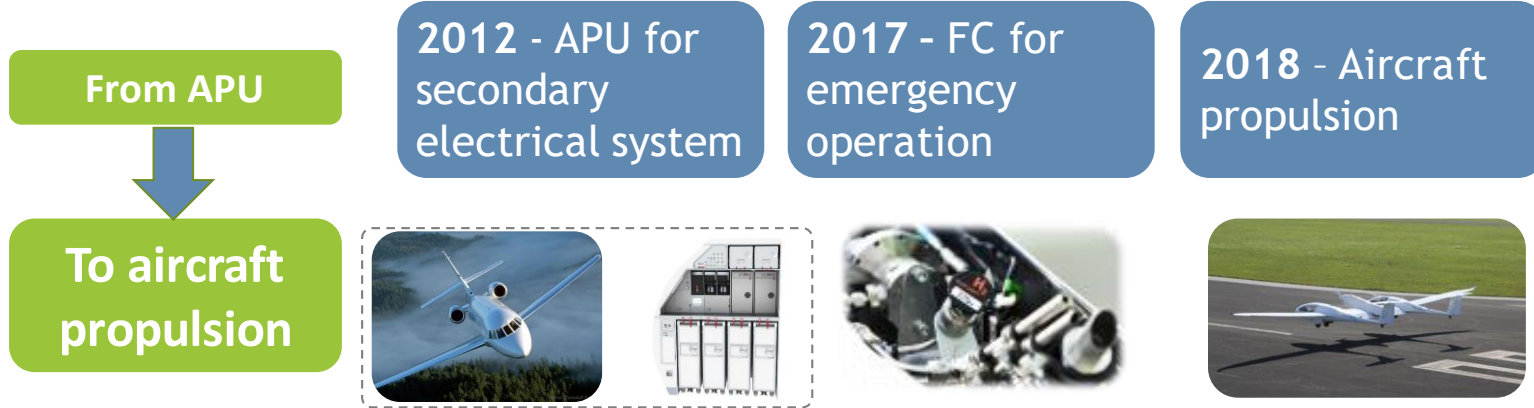 From APU
To aircraft
propulsion
2012 - APU for
secondary
electrical system
2017 – FC for
emergency
operation
2018 – Aircraft
propulsion